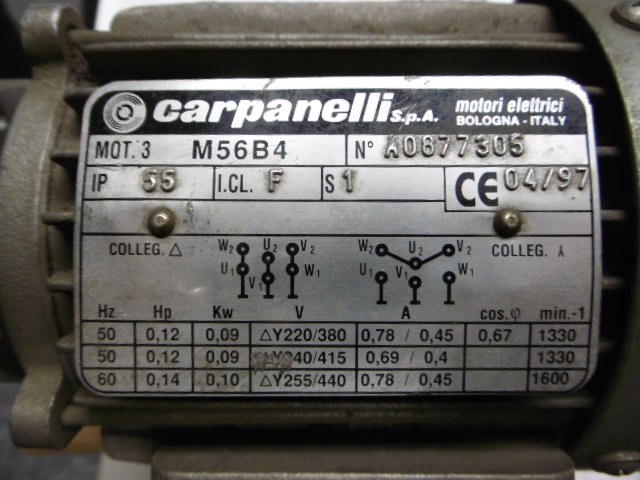 carpanelli S.p.A. motori elettrici
BOLOGNA - ITALY
MOT. 3 M56B4 N° A0877305
IP 55 I.CL. F S 1 CE 04/97
COLLEG. △ W2 U2 V2 W2 U2 V2 COLLEG. ⅄
U1 V1 W1 U1 V1 W1
Hz Hp Kw V A cos.φ min.-1
50 0,12 0,09 △Y220/380 0,78 / 0,45 0,67 1330
50 0,12 0,09 40/415 0,69 / 0,4 1330
60 0,14 0,10 △Y255/440 0,78 / 0,45 1600